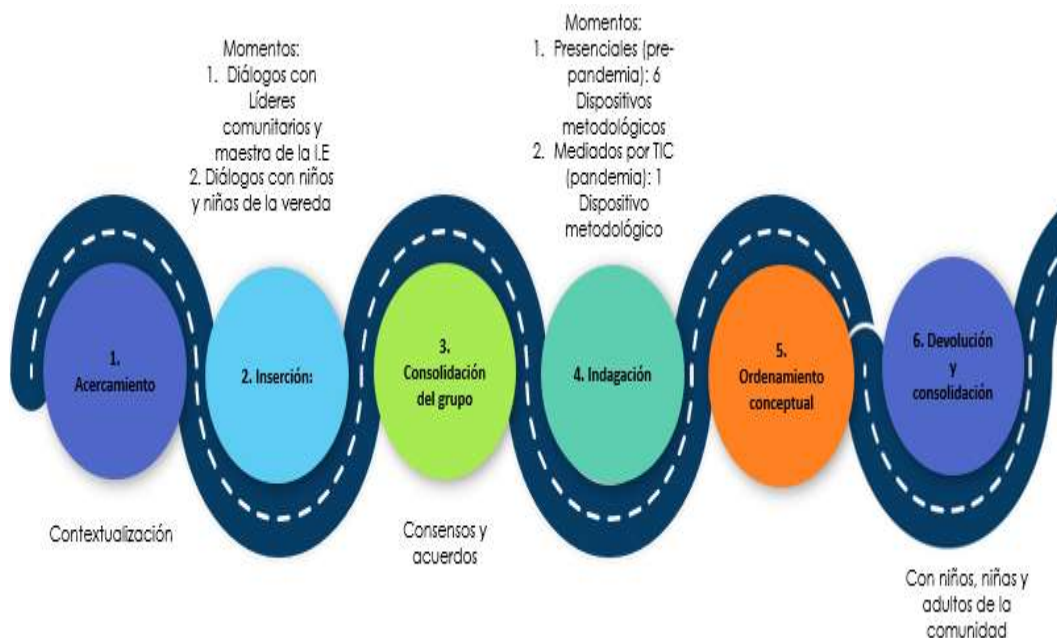 Momentos:
1. Diálogos con
Líderes
comunitarios y
maestra de la I.E
2. Diálogos con niños
y niñas de la vereda
Momentos:
1. Presenciales (pre-
pandemia): 6
Dispositivos
metodológicos
2. Mediados por TIC
(pandemia): 1
Dispositivo
metodológico
1.
Acercamiento
2. Inserción:
3.
Consolidación
del grupo
4. Indagación
5.
Ordenamiento
conceptual
6. Devolución
y
consolidación
Contextualización
Consensos y
acuerdos
Con niños, niñas y
adultos de la
comunidad